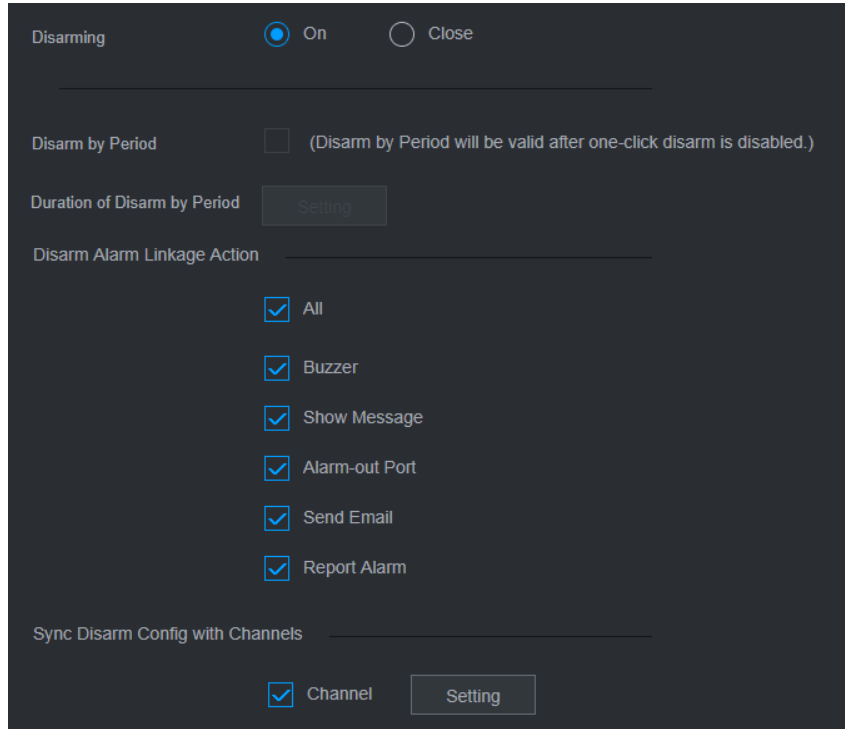 Disarming On Close
Disarm by Period (Disarm by Period will be valid after one-click disarm is disabled.)
Duration of Disarm by Period Setting
Disarm Alarm Linkage Action
All
Buzzer
Show Message
Alarm-out Port
Send Email
Report Alarm
Sync Disarm Config with Channels
Channel Setting